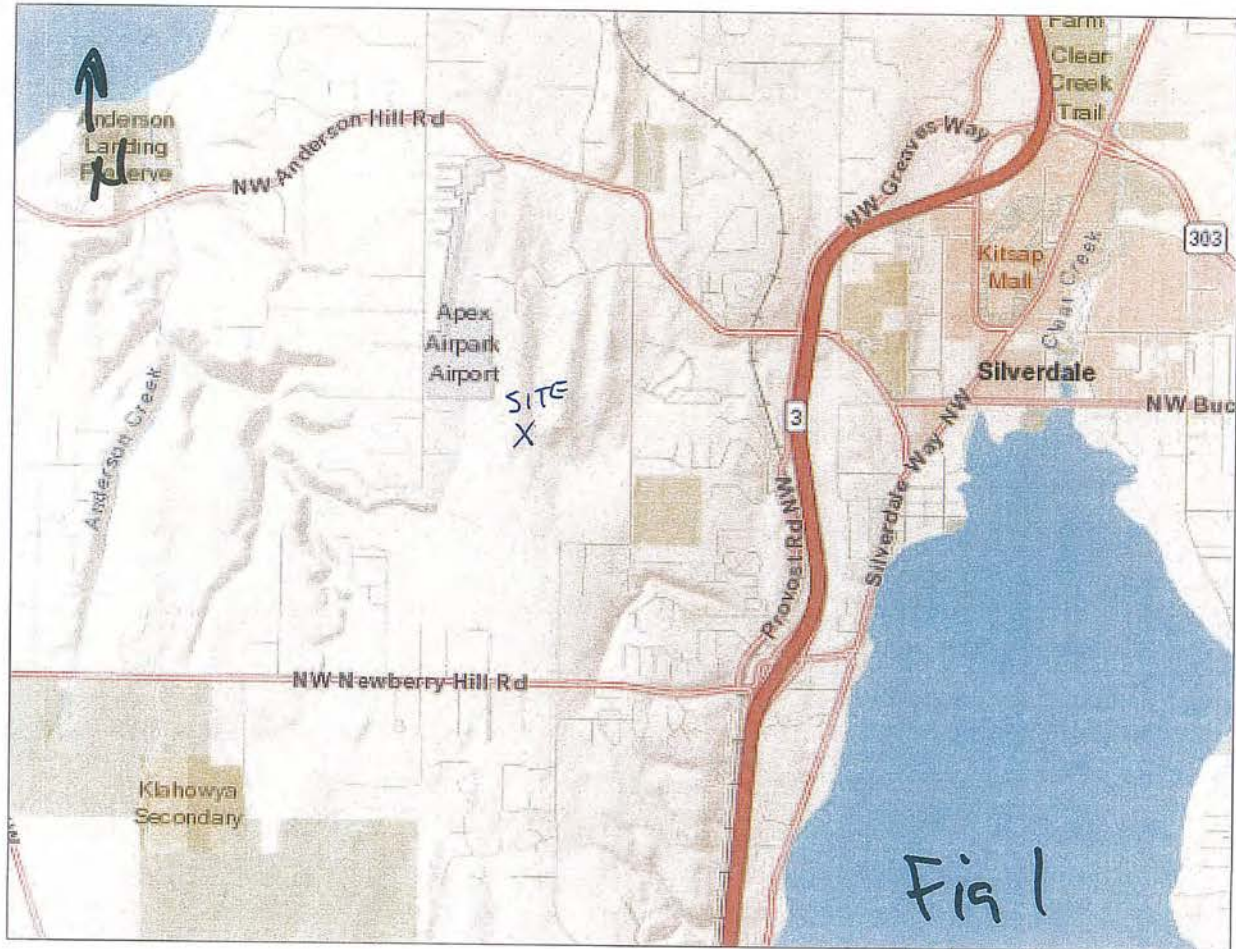 Farm
Clear
Creek
Trail
Anderson
Landing
Preserve
N
NW Anderson Hill Rd
NW Greaves Way
303
Kitsap
Mall
Clear Creek
Apex
Airpark
Airport
SITE
X
Silverdale
NW Buc
3
Anderson Creek
Silverdale Way NW
Provost Rd NW
NW Newberry Hill Rd
Klahowya
Secondary
Fig 1